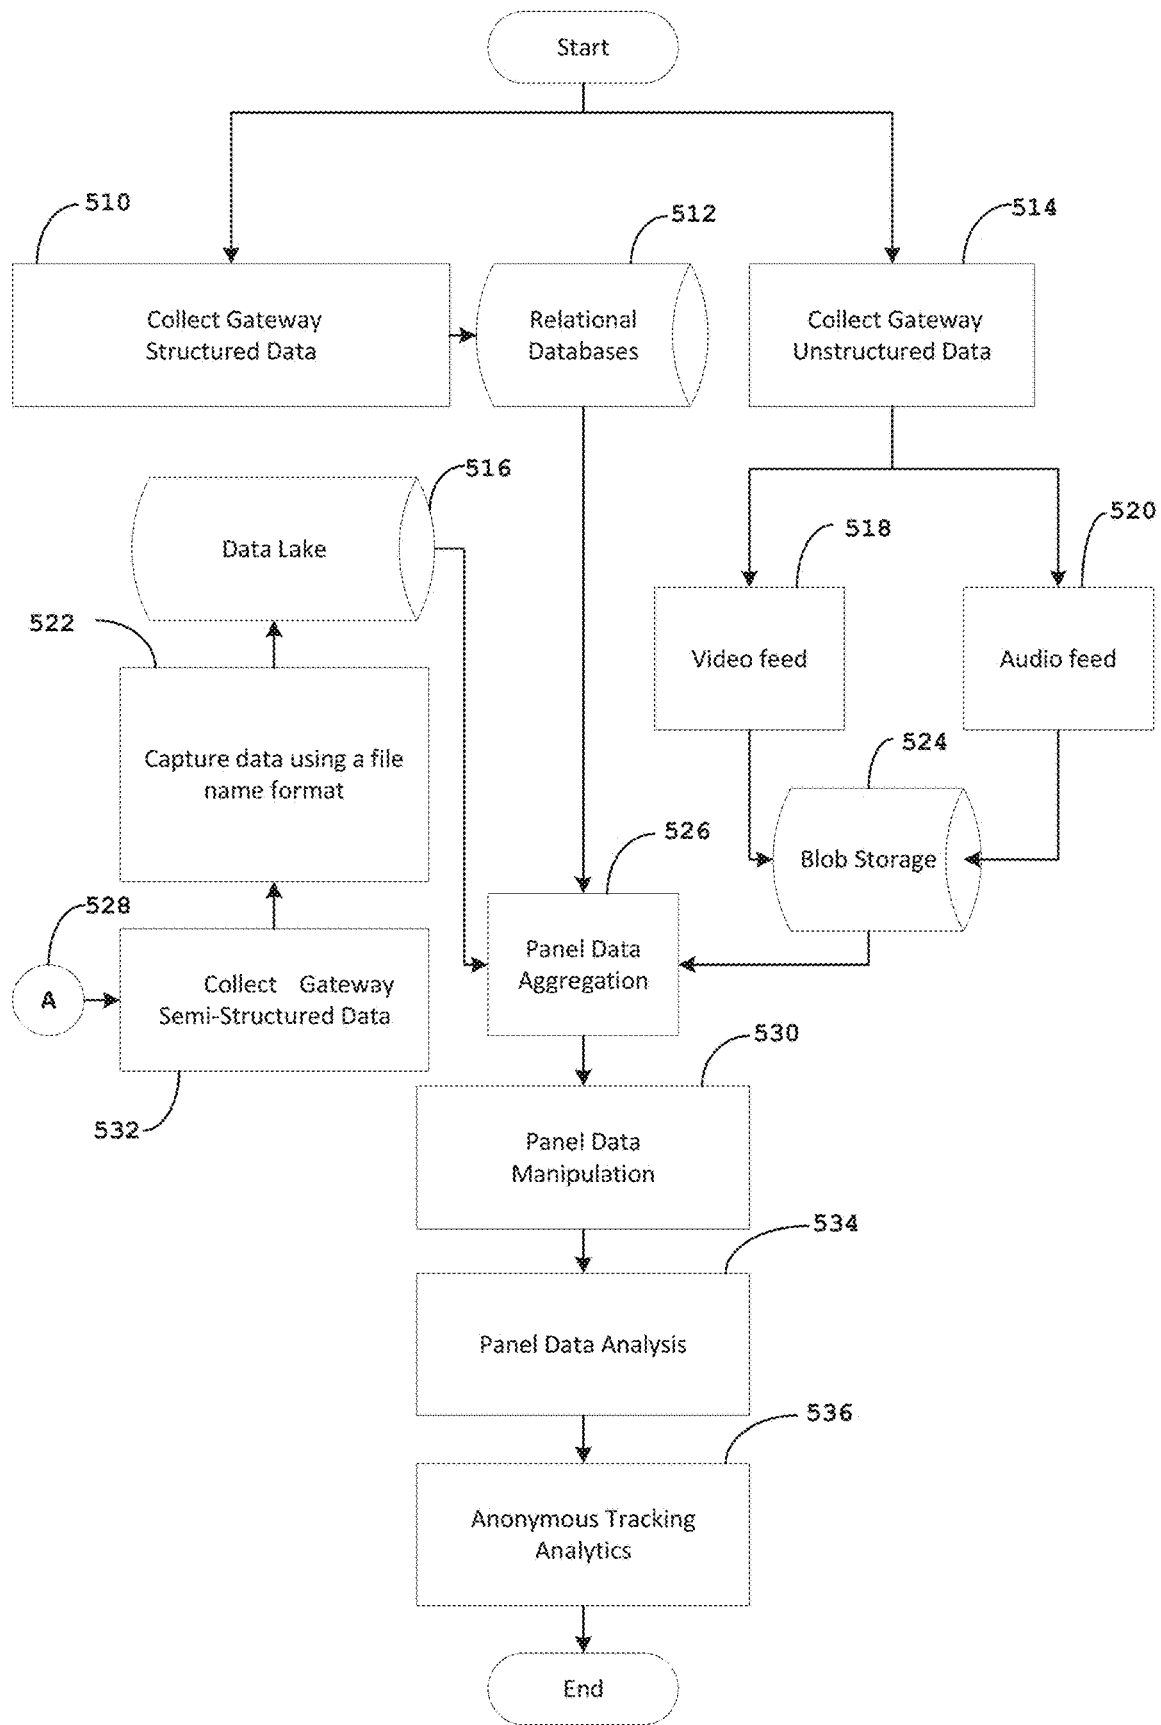 Start
510
512
514
Collect Gateway
Structured Data
Relational
Databases
Collect Gateway
Unstructured Data
516
520
518
Data Lake
522
Video feed
Audio feed
524
Capture data using a file
name format
526
Blob Storage
528
Panel Data
Aggregation
A
Collect Gateway
Semi-Structured Data
530
532
Panel Data
Manipulation
534
Panel Data Analysis
536
Anonymous Tracking
Analytics
End